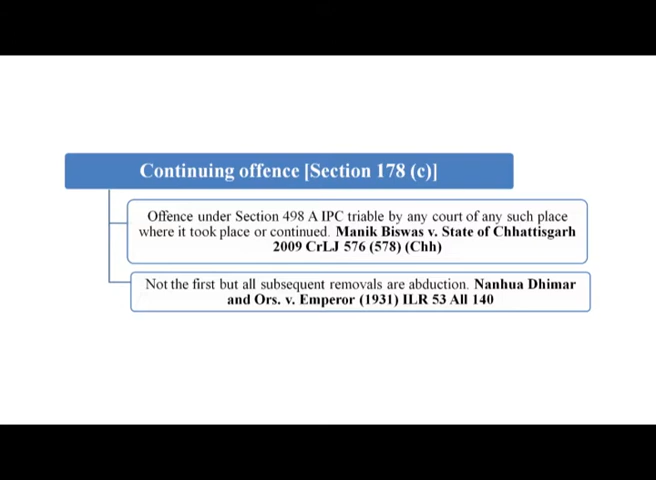 Continuing offence [Section 178 (c)]
Offence under Section 498 A IPC triable by any court of any such place
where it took place or continued. Manik Biswas v. State of Chhattisgarh
2009 CrLJ 576 (578) (Chh)
Not the first but all subsequent removals are abduction. Nanhua Dhimar
and Ors. v. Emperor (1931) ILR 53 All 140